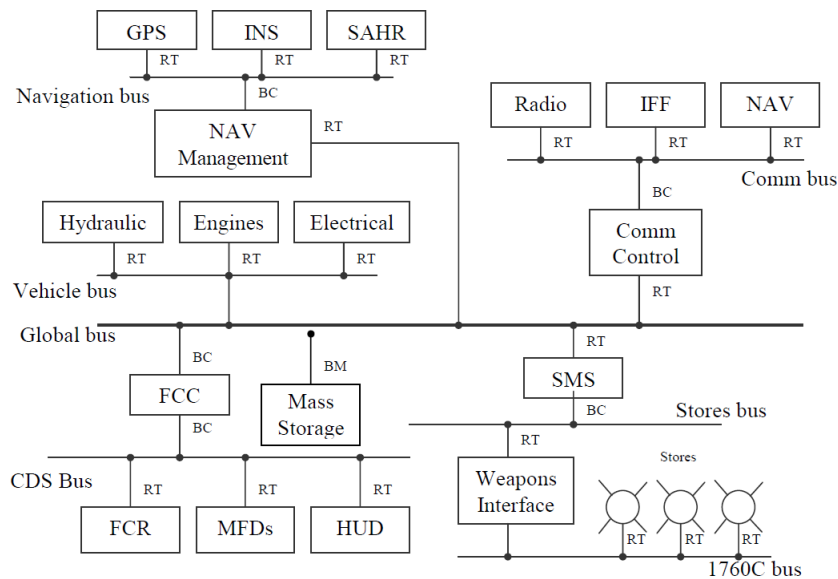 GPS INS SAHR
RT RT RT
Navigation bus
BC
NAV
Management
RT
Radio IFF NAV
RT RT RT
Comm bus
BC
Comm
Control
RT
Hydraulic Engines Electrical
RT RT RT
Vehicle bus
Global bus
BC
FCC
BC
BM
Mass
Storage
RT
SMS
BC
Stores bus
CDS Bus
RT RT RT
FCR MFDs HUD
RT
Weapons
Interface
Stores
RT RT RT
1760C bus